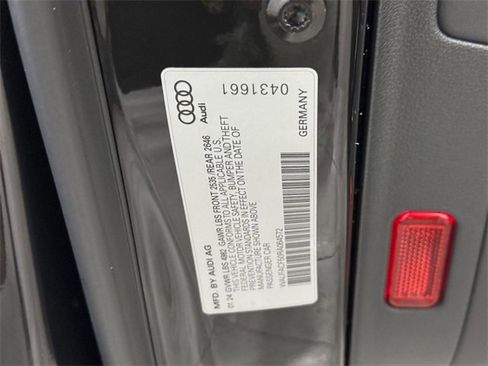 0431661
Audi
GERMANY
MFD. BY AUDI AG
01.24 GVWR LBS 4982 GAWR LBS FRONT 2535 /REAR 2646
THIS VEHICLE CONFORMS TO ALL APPLICABLE U.S.
FEDERAL MOTOR VEHICLE SAFETY, BUMPER AND THEFT
PREVENTION STANDARDS IN EFFECT ON THE DATE OF
MANUFACTURE SHOWN ABOVE
PASSENGER CAR